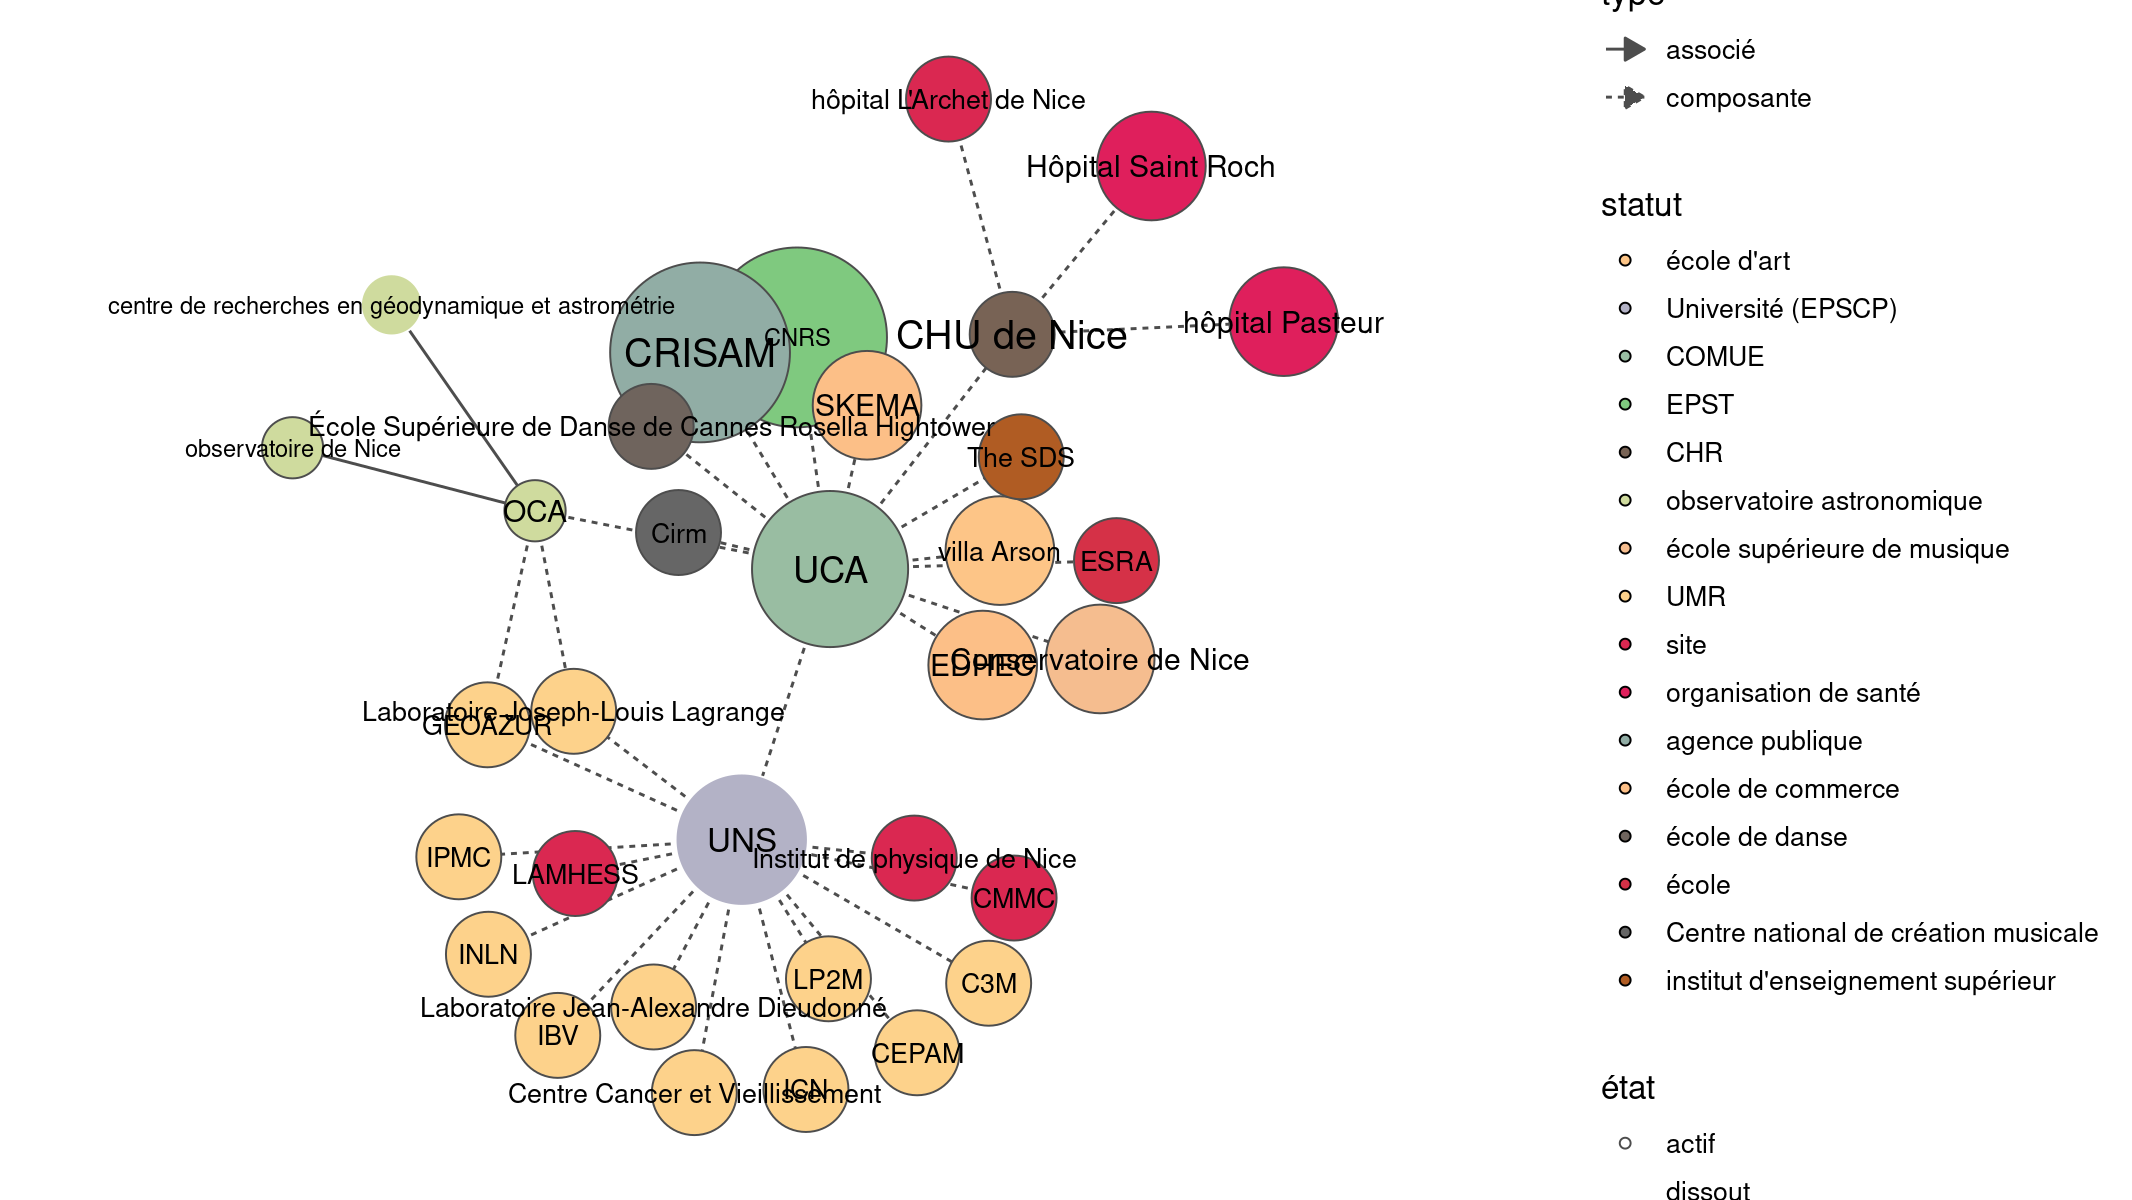 type
associé
composante
statut
école d'art
Université (EPSCP)
COMUE
EPST
CHR
observatoire astronomique
école supérieure de musique
UMR
site
organisation de santé
agence publique
école de commerce
école de danse
école
Centre national de création musicale
institut d'enseignement supérieur
état
actif
dissout
hôpital L'Archet de Nice
Hôpital Saint Roch
centre de recherches en géodynamique et astrométrie
hôpital Pasteur
CHU de Nice
CNRS
CRISAM
SKEMA
École Supérieure de Danse de Cannes Rosella Hightower
observatoire de Nice
The SDS
OCA
Cirm
villa Arson
ESRA
UCA
EDHEC
Conservatoire de Nice
Laboratoire Joseph-Louis Lagrange
GEOAZUR
UNS
IPMC
Institut de physique de Nice
LAMHESS
CMMC
INLN
LP2M
C3M
Laboratoire Jean-Alexandre Dieudonné
IBV
CEPAM
ICN
Centre Cancer et Vieillissement